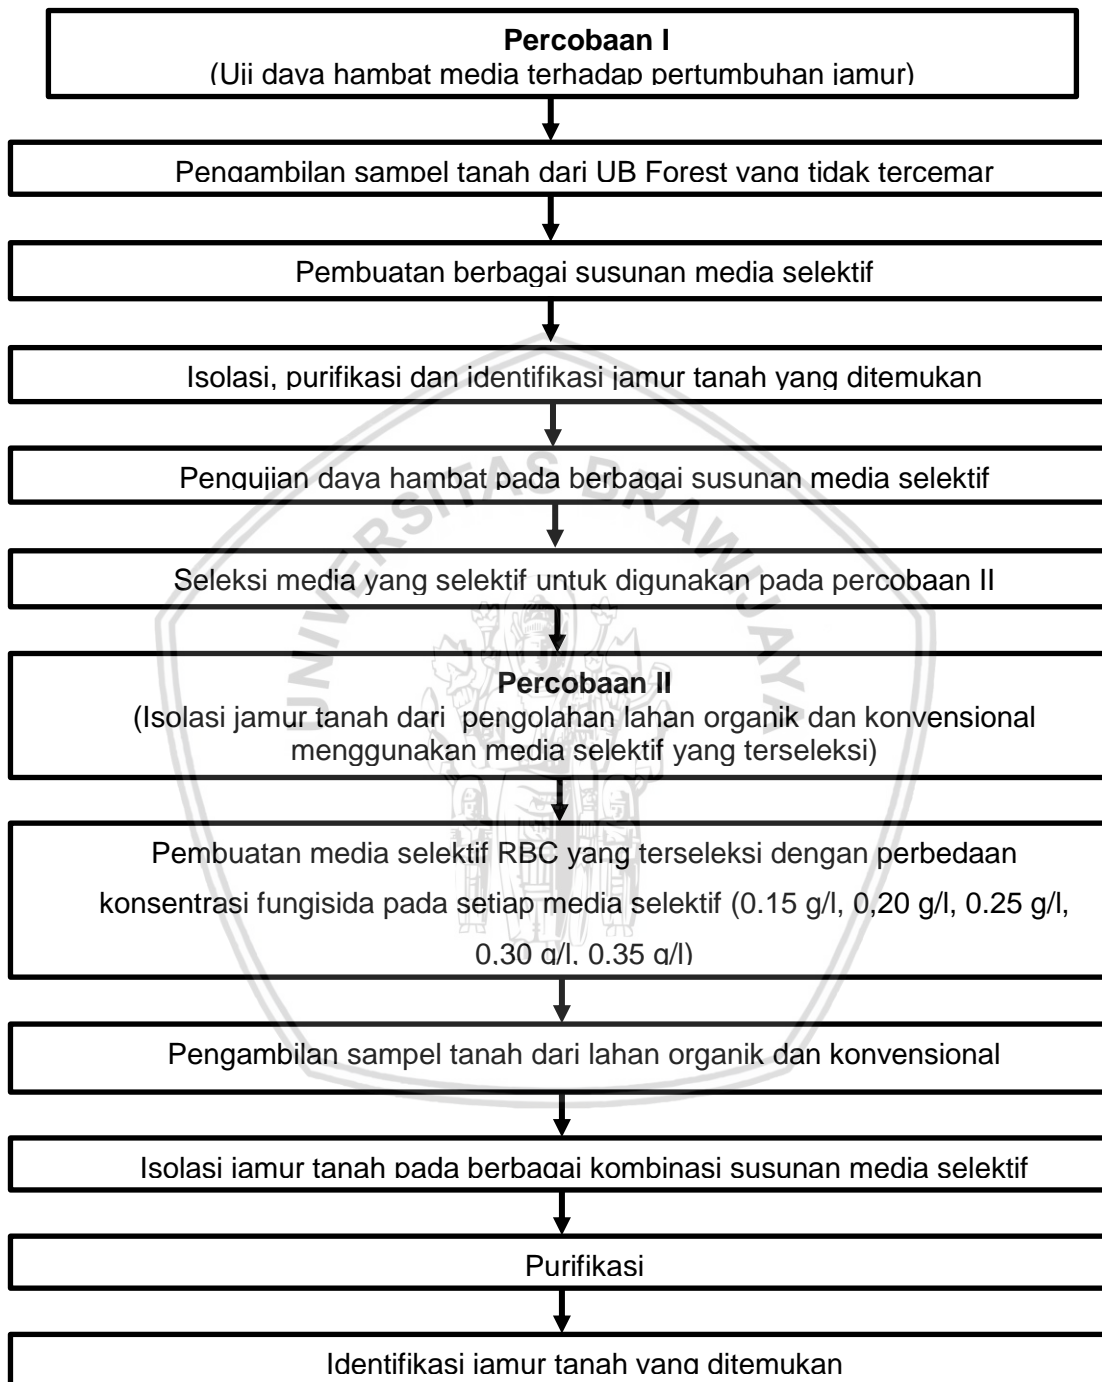 Percobaan I
(Uji daya hambat media terhadap pertumbuhan jamur)
Pengambilan sampel tanah dari UB Forest yang tidak tercemar
Pembuatan berbagai susunan media selektif
Isolasi, purifikasi dan identifikasi jamur tanah yang ditemukan
Pengujian daya hambat pada berbagai susunan media selektif
Seleksi media yang selektif untuk digunakan pada percobaan II
Percobaan II
(Isolasi jamur tanah dari pengolahan lahan organik dan konvensional
menggunakan media selektif yang terseleksi)
Pembuatan media selektif RBC yang terseleksi dengan perbedaan
konsentrasi fungisida pada setiap media selektif (0.15 g/l, 0,20 g/l, 0.25 g/l,
0.30 g/l, 0.35 g/l)
Pengambilan sampel tanah dari lahan organik dan konvensional
Isolasi jamur tanah pada berbagai kombinasi susunan media selektif
Purifikasi
Identifikasi jamur tanah yang ditemukan
UNIVERSITAS BRAWIJAYA